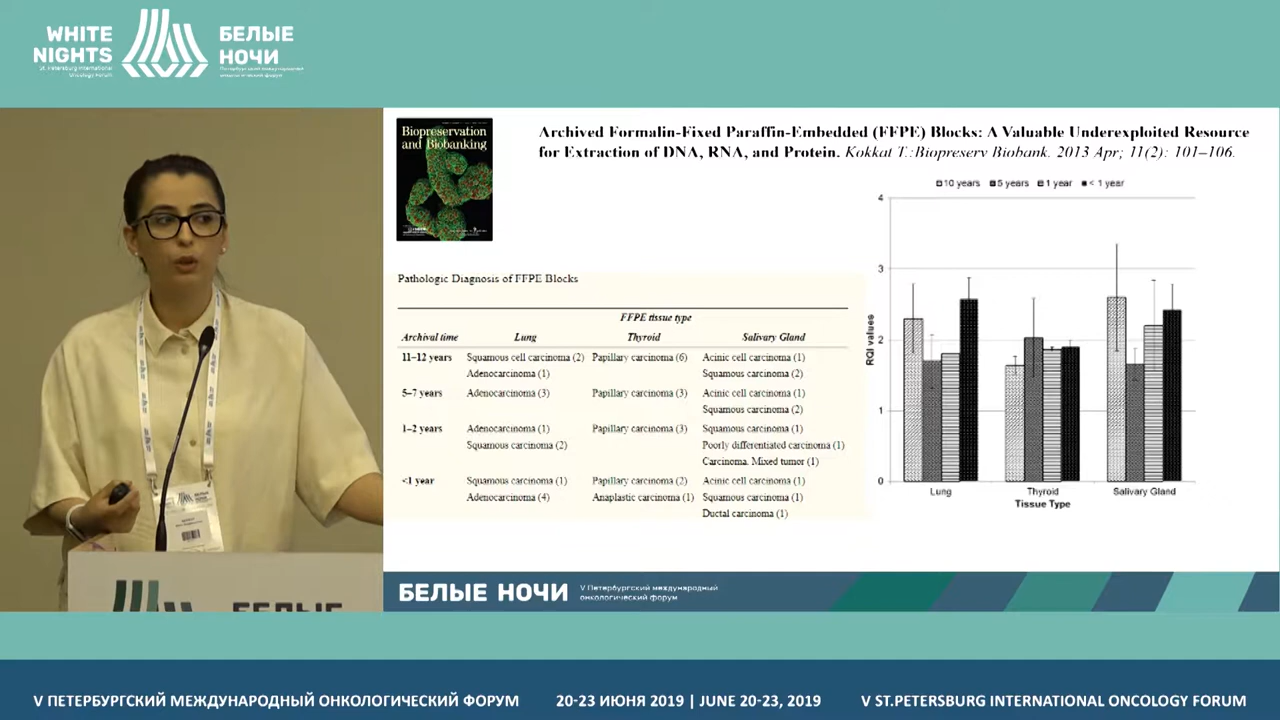 WHITE
NIGHTS
St. Petersburg International
Oncology Forum
БЕЛЫЕ
НОЧИ
Петербургский международный
онкологический форум
Biopreservation
and Biobanking
Archived Formalin-Fixed Paraffin-Embedded (FFPE) Blocks: A Valuable Underexploited Resource
for Extraction of DNA, RNA, and Protein. Kokkat T.:Biopreserv Biobank. 2013 Apr; 11(2): 101–106.
Pathologic Diagnosis of FFPE Blocks
FFPE tissue type
Archival time Lung Thyroid Salivary Gland
11–12 years Squamous cell carcinoma (2) Papillary carcinoma (6) Acinic cell carcinoma (1)
Adenocarcinoma (1) Squamous carcinoma (2)
5–7 years Adenocarcinoma (3) Papillary carcinoma (3) Acinic cell carcinoma (1)
Squamous carcinoma (2)
1–2 years Adenocarcinoma (1) Papillary carcinoma (3) Squamous carcinoma (1)
Squamous carcinoma (2) Poorly differentiated carcinoma (1)
Carcinoma. Mixed tumor (1)
<1 year Squamous carcinoma (1) Papillary carcinoma (2) Acinic cell carcinoma (1)
Adenocarcinoma (4) Anaplastic carcinoma (1) Squamous carcinoma (1)
Ductal carcinoma (1)
10 years 5 years 1 year < 1 year
4
3
2
1
0
RQI values
Lung Thyroid Salivary Gland
Tissue Type
БЕЛЫЕ НОЧИ
V Петербургский международный
онкологический форум
БЕЛЫЕ
V ПЕТЕРБУРГСКИЙ МЕЖДУНАРОДНЫЙ ОНКОЛОГИЧЕСКИЙ ФОРУМ 20-23 ИЮНЯ 2019 | JUNE 20-23, 2019 V ST.PETERSBURG INTERNATIONAL ONCOLOGY FORUM